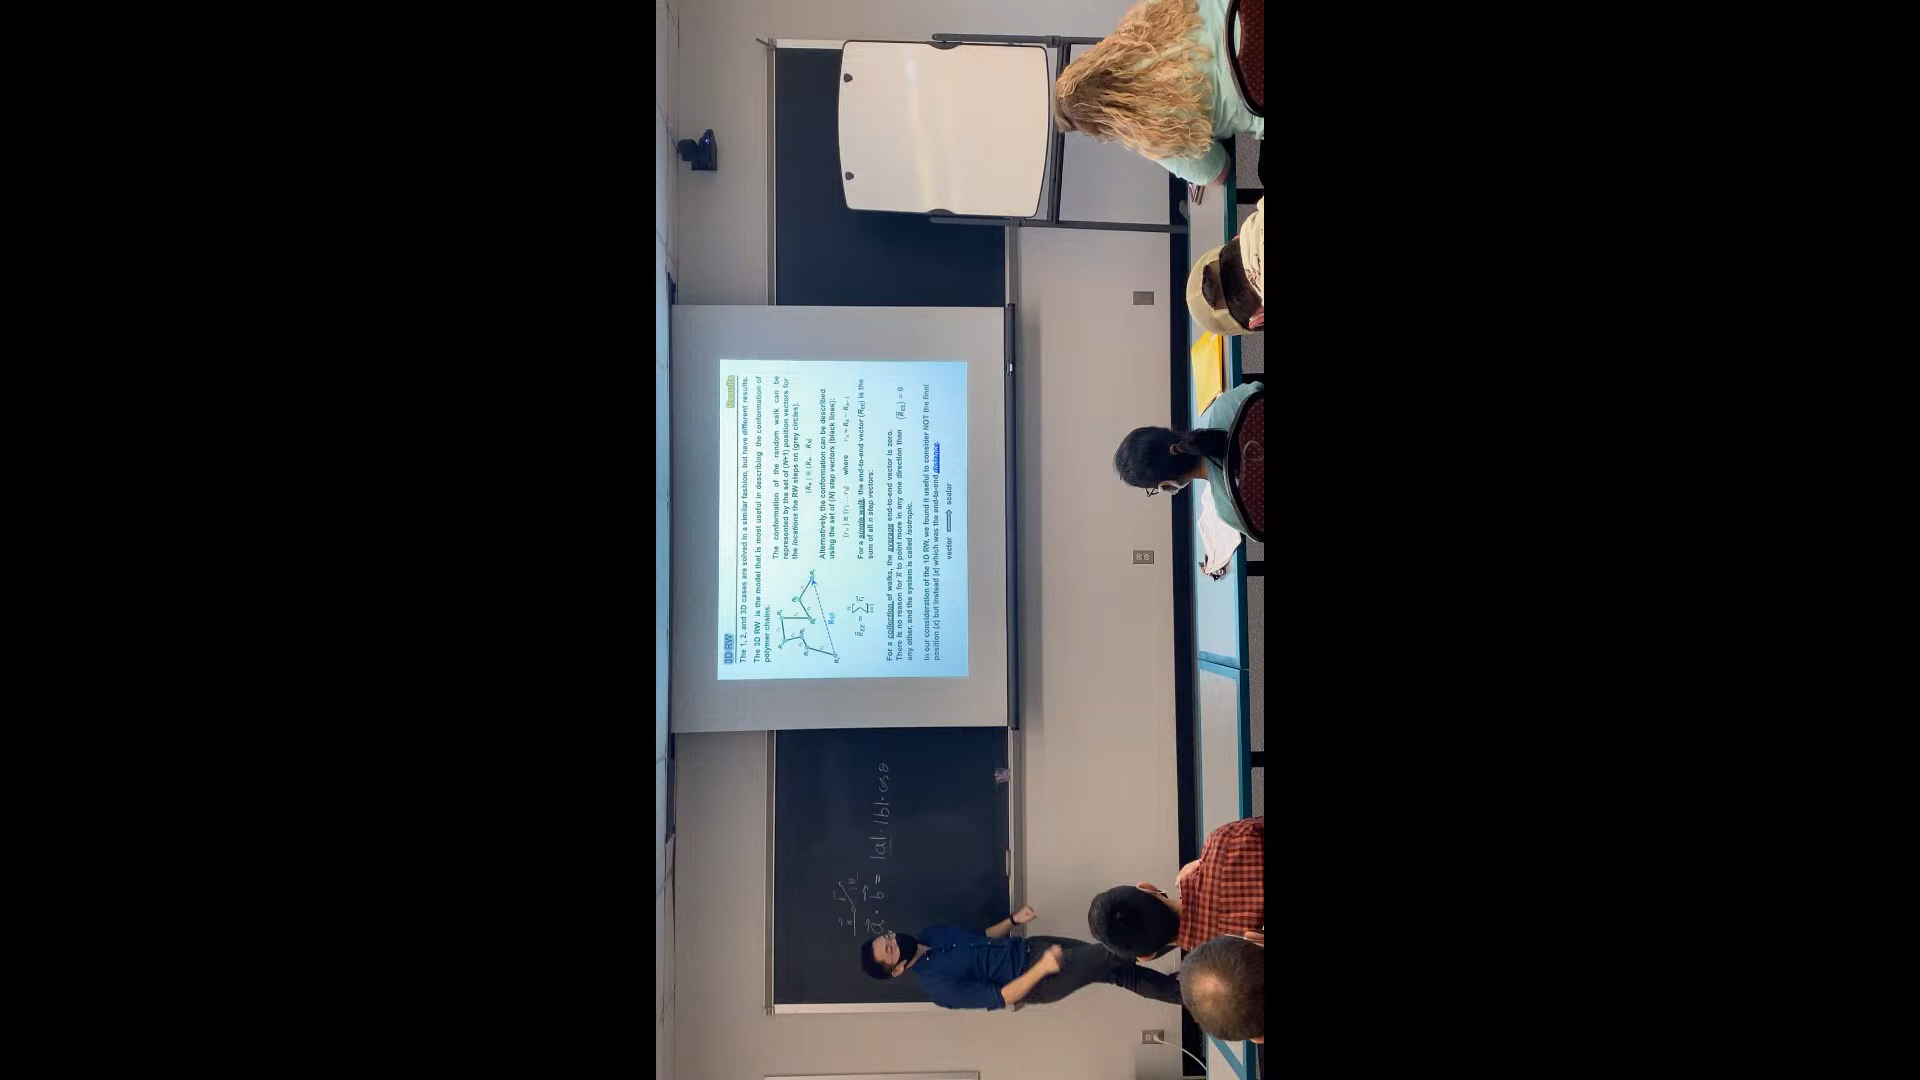 3D RW
Results
The 1, 2, and 3D cases are solved in a similar fashion, but have different results.
The 3D RW is the model that is most useful in describing the conformation of
polymer chains.
The conformation of the random walk can be
represented by the set of (N+1) position vectors for
the locations the RW steps on (grey circles).
Alternatively, the conformation can be described
using the set of (N) step vectors (black lines):
where
For a single walk, the end-to-end vector (R_EE) is the
sum of all n step vectors:
For a collection of walks, the average end-to-end vector is zero.
There is no reason for R to point more in any one direction than
any other, and the system is called isotropic.
In our consideration of the 1D RW, we found it useful to consider NOT the final
position (x) but instead |x| which was the end-to-end distance.
vector ⟹ scalar
a⃗ b⃗ θ
a⃗ · b⃗ = |a|·|b|·cosθ